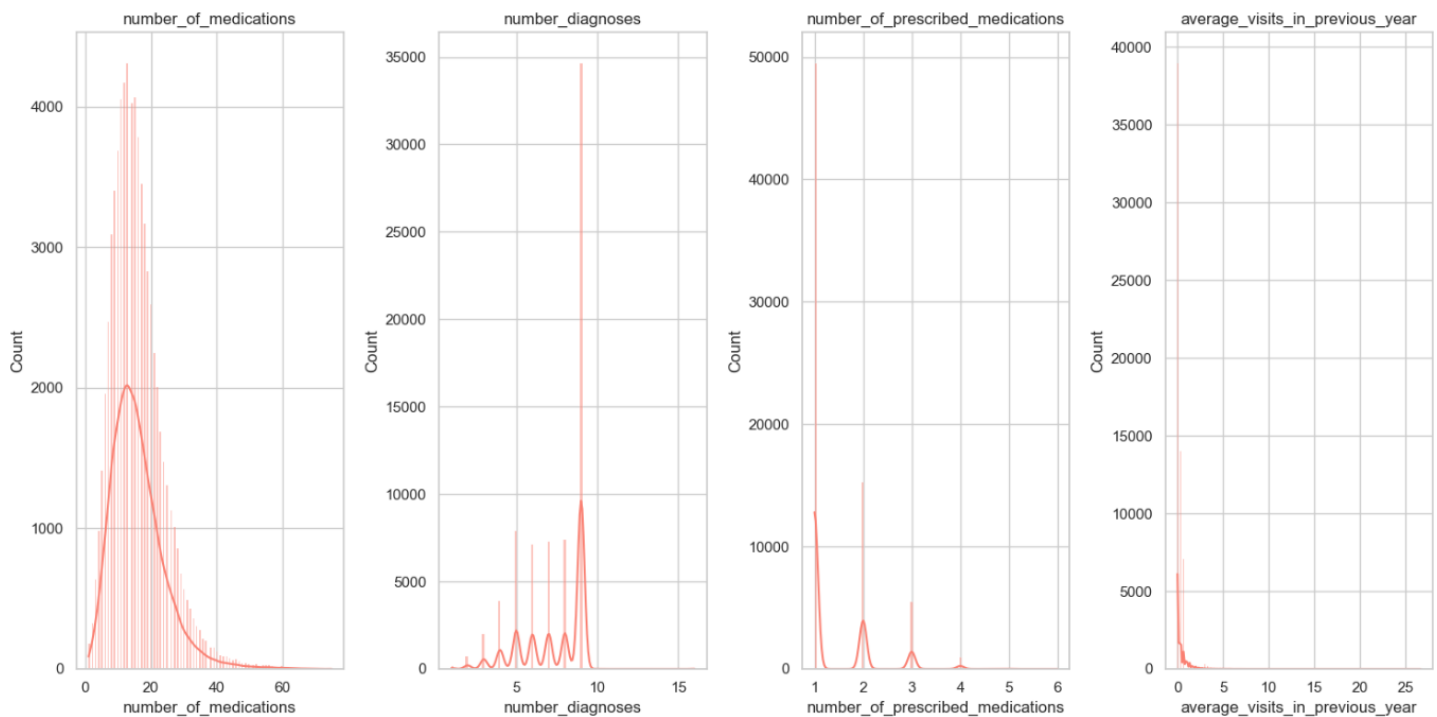 number_of_medications
4000
3000
2000
1000
0
Count
0 20 40 60
number_of_medications
number_diagnoses
35000
30000
25000
20000
15000
10000
5000
0
Count
5 10 15
number_diagnoses
number_of_prescribed_medications
50000
40000
30000
20000
10000
0
Count
1 2 3 4 5 6
number_of_prescribed_medications
average_visits_in_previous_year
40000
35000
30000
25000
20000
15000
10000
5000
0
Count
0 5 10 15 20 25
average_visits_in_previous_year